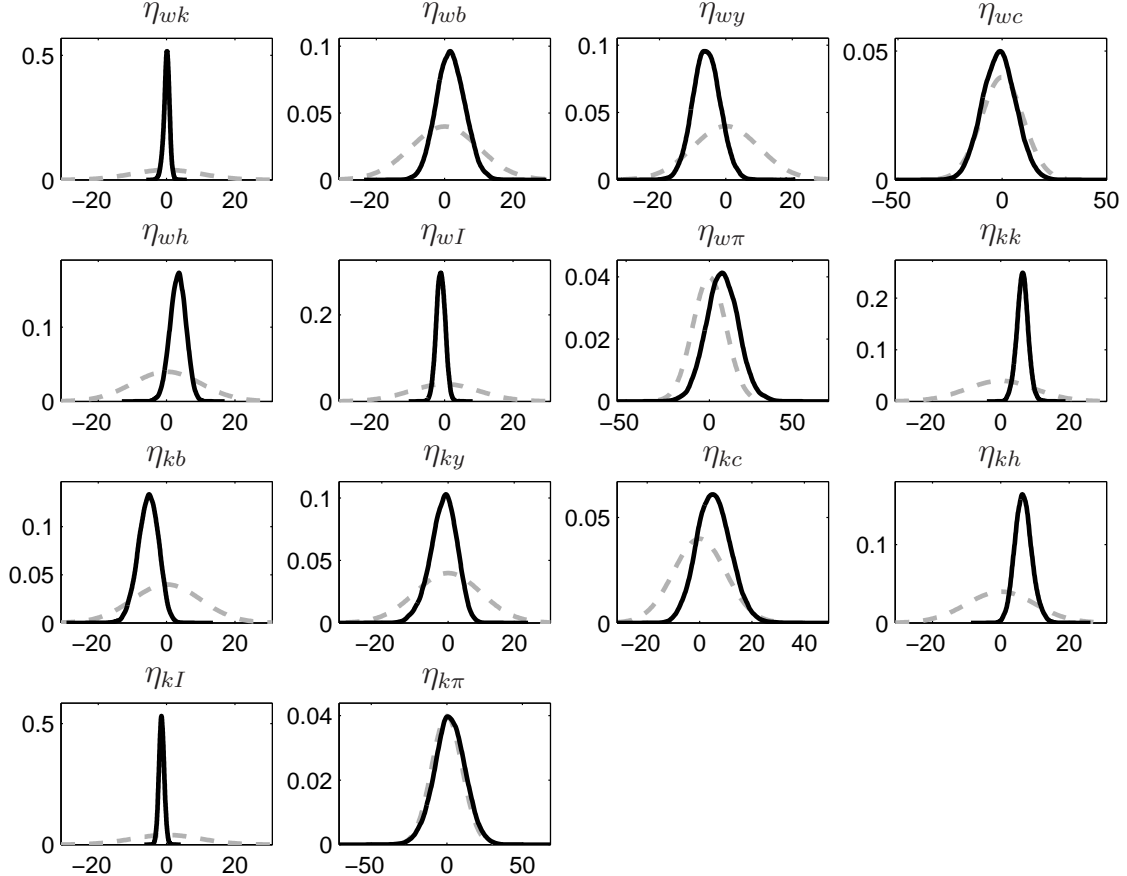 η_wk η_wb η_wy η_wc
0.5 0.1 0.1 0.05
0.05 0.05
0 0 0 0
−20 0 20 −20 0 20 −20 0 20 −50 0 50
η_wh η_wI η_wπ η_kk
0.1 0.2 0.04 0.2
0.02 0.1
0 0 0 0
−20 0 20 −20 0 20 −50 0 50 −20 0 20
η_kb η_ky η_kc η_kh
0.1 0.1 0.05 0.1
0.05 0.05
0 0 0 0
−20 0 20 −20 0 20 −20 0 20 40 −20 0 20
η_kI η_kπ
0.5 0.04
0.02
0 0
−20 0 20 −50 0 50